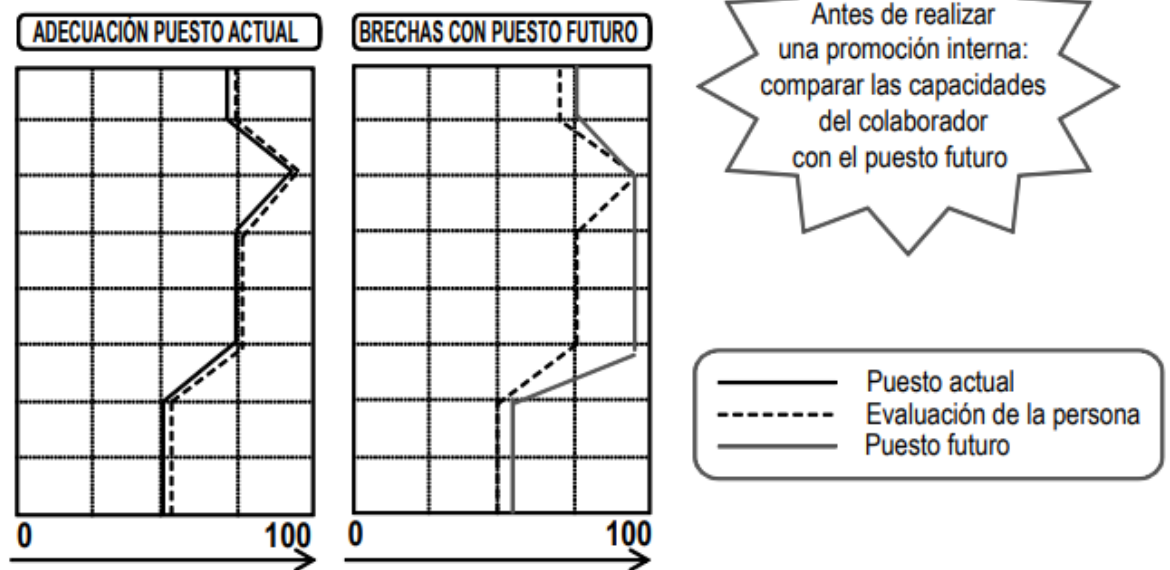 ADECUACIÓN PUESTO ACTUAL
BRECHAS CON PUESTO FUTURO
Antes de realizar
una promoción interna:
comparar las capacidades
del colaborador
con el puesto futuro
Puesto actual
Evaluación de la persona
Puesto futuro
0 100
0 100